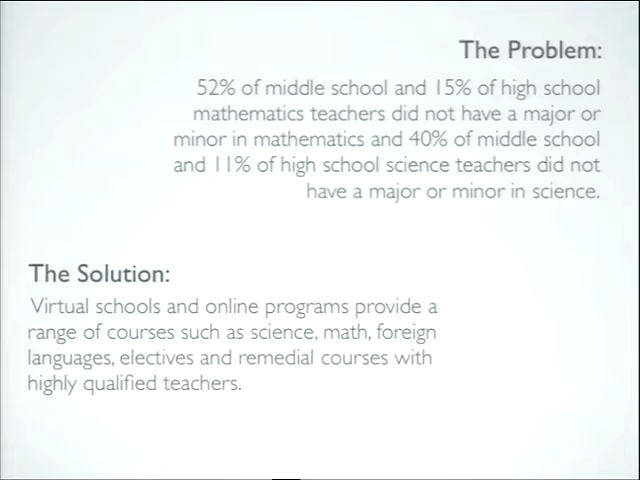 The Problem:
52% of middle school and 15% of high school
mathematics teachers did not have a major or
minor in mathematics and 40% of middle school
and 11% of high school science teachers did not
have a major or minor in science.
The Solution:
Virtual schools and online programs provide a
range of courses such as science, math, foreign
languages, electives and remedial courses with
highly qualified teachers.